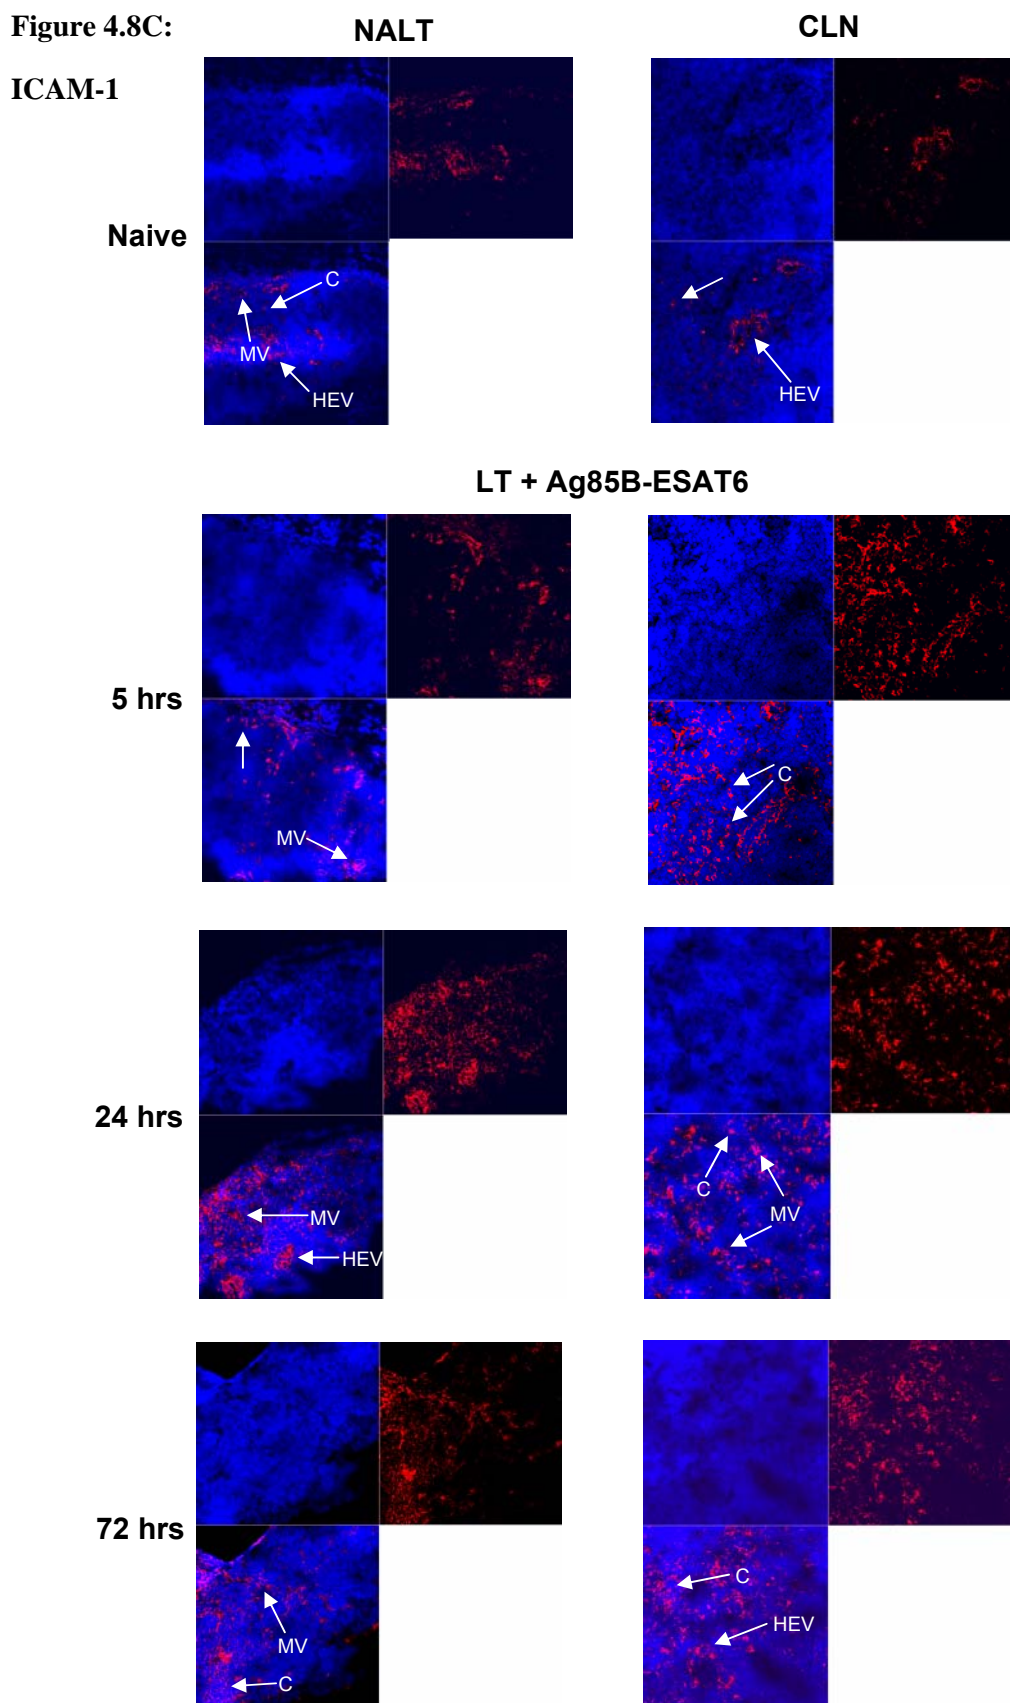 Figure 4.8C:
NALT
CLN
ICAM-1
Naive
C
MV
HEV
HEV
LT + Ag85B-ESAT6
5 hrs
MV
C
24 hrs
MV
HEV
C
MV
72 hrs
MV
C
C
HEV